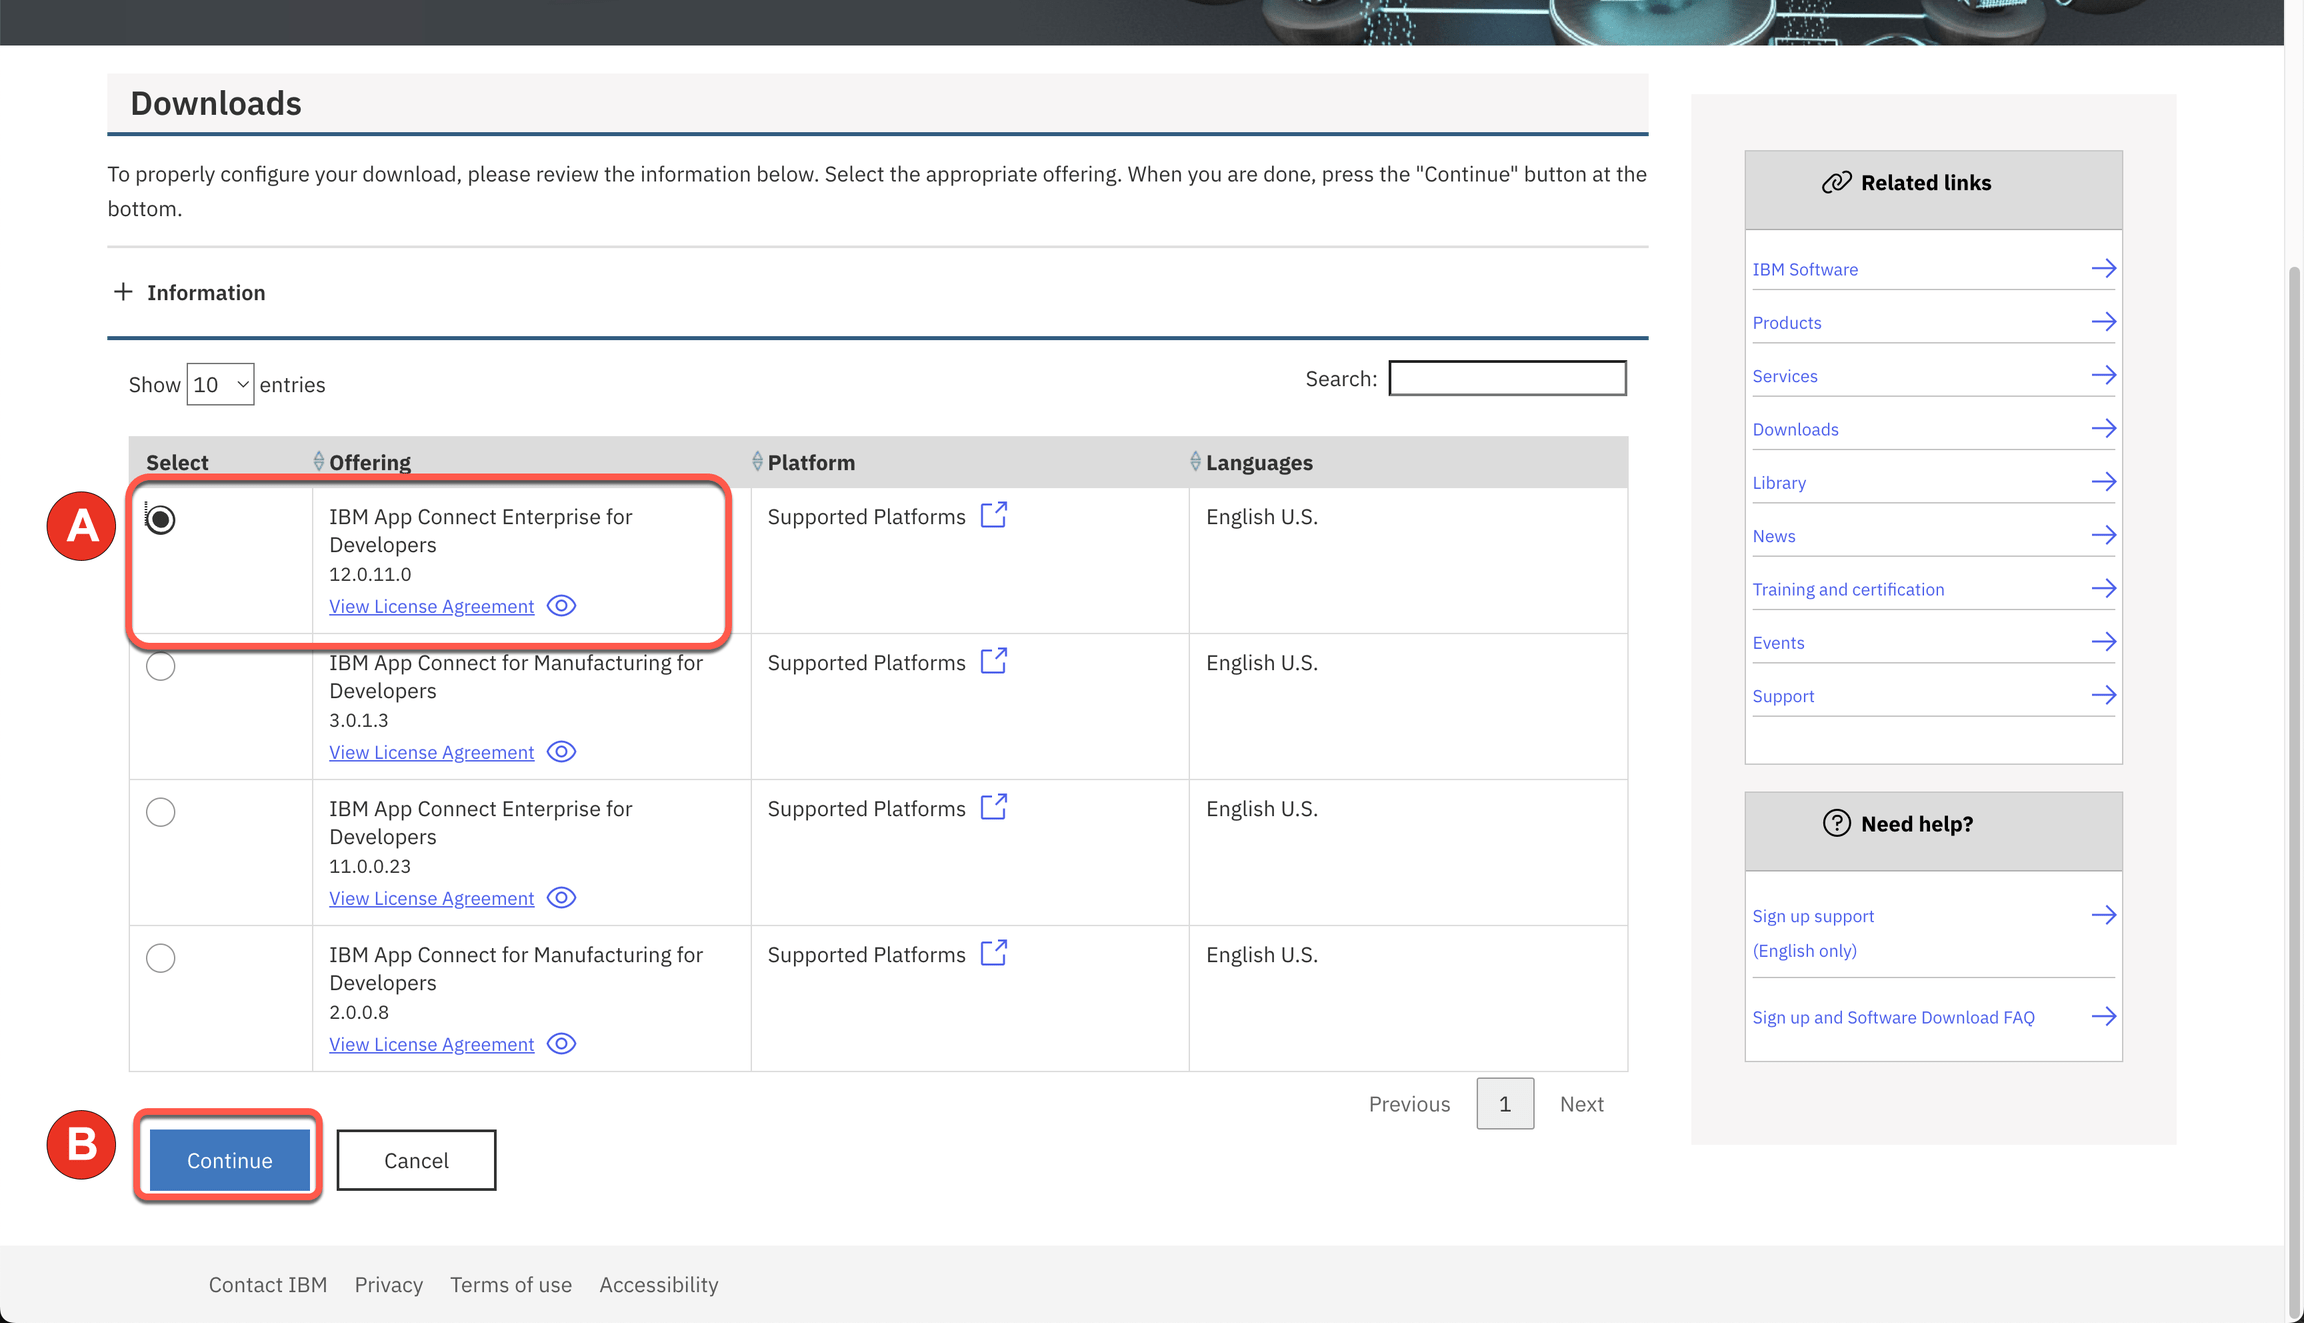 Downloads
To properly configure your download, please review the information below. Select the appropriate offering. When you are done, press the "Continue" button at the
bottom.
+ Information
Show 10 entries
Search:
Select Offering Platform Languages
A
IBM App Connect Enterprise for
Developers
12.0.11.0
View License Agreement
Supported Platforms
English U.S.
IBM App Connect for Manufacturing for
Developers
3.0.1.3
View License Agreement
Supported Platforms
English U.S.
IBM App Connect Enterprise for
Developers
11.0.0.23
View License Agreement
Supported Platforms
English U.S.
IBM App Connect for Manufacturing for
Developers
2.0.0.8
View License Agreement
Supported Platforms
English U.S.
Previous 1 Next
B
Continue Cancel
Related links
IBM Software
Products
Services
Downloads
Library
News
Training and certification
Events
Support
? Need help?
Sign up support
(English only)
Sign up and Software Download FAQ
Contact IBM Privacy Terms of use Accessibility